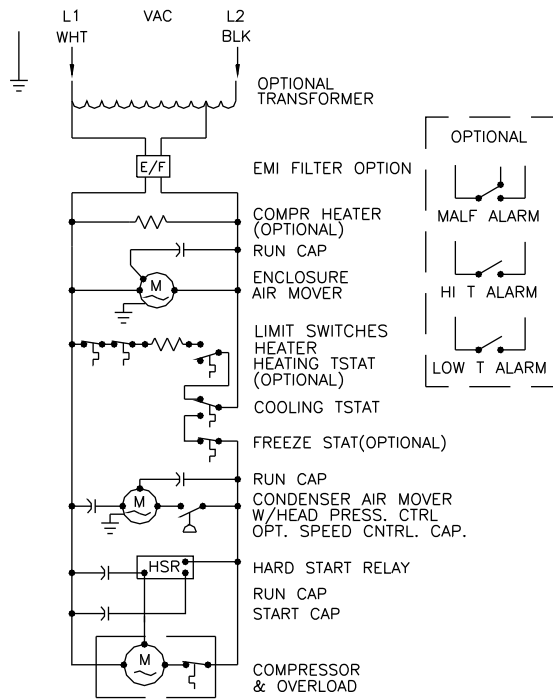 L1 VAC L2
WHT BLK
OPTIONAL
TRANSFORMER
OPTIONAL
E/F
EMI FILTER OPTION
MALF ALARM
COMPR HEATER
(OPTIONAL)
RUN CAP
M
ENCLOSURE
AIR MOVER
HI T ALARM
LIMIT SWITCHES
HEATER
HEATING TSTAT
(OPTIONAL)
LOW T ALARM
COOLING TSTAT
FREEZE STAT(OPTIONAL)
RUN CAP
M
CONDENSER AIR MOVER
W/HEAD PRESS. CTRL
OPT. SPEED CNTRL. CAP.
HSR
HARD START RELAY
RUN CAP
START CAP
M
COMPRESSOR
& OVERLOAD